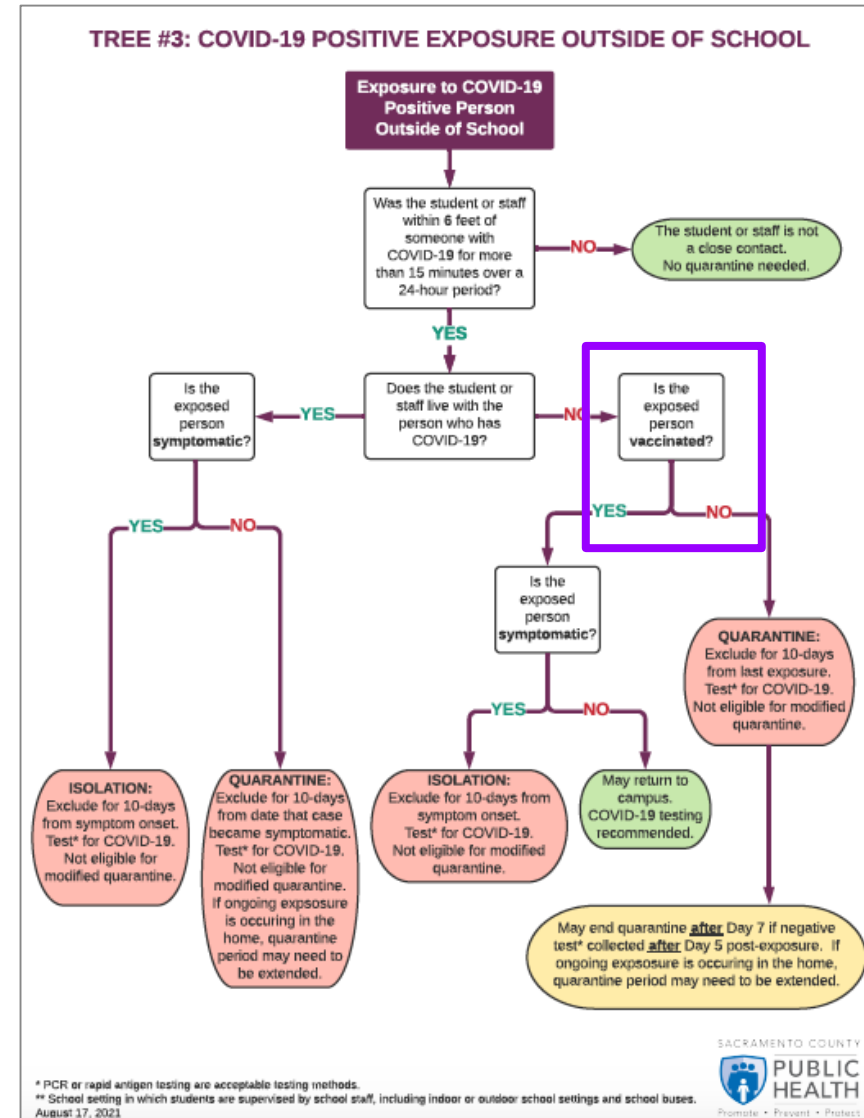 TREE #3: COVID-19 POSITIVE EXPOSURE OUTSIDE OF SCHOOL
Exposure to COVID-19
Positive Person
Outside of School
Was the student or staff
within 6 feet of
someone with
COVID-19 for more
than 15 minutes over a
24-hour period?
NO
The student or staff is not
a close contact.
No quarantine needed.
YES
Is the
exposed
person
symptomatic?
YES
Does the student or
staff live with the
person who has
COVID-19?
NO
Is the
exposed
person
vaccinated?
YES
NO
YES
NO
Is the
exposed
person
symptomatic?
QUARANTINE:
Exclude for 10-days
from last exposure.
Test* for COVID-19.
Not eligible for modified
quarantine.
YES
NO
ISOLATION:
Exclude for 10-days
from symptom onset.
Test* for COVID-19.
Not eligible for
modified quarantine.
QUARANTINE:
Exclude for 10-days
from date that case
became symptomatic.
Test* for COVID-19.
Not eligible for
modified quarantine.
If ongoing expsosure
is occuring in the
home, quarantine
period may need to
be extended.
ISOLATION:
Exclude for 10-days from
symptom onset.
Test* for COVID-19.
Not eligible for modified
quarantine.
May return to
campus.
COVID-19 testing
recommended.
May end quarantine after Day 7 if negative
test* collected after Day 5 post-exposure. If
ongoing expsosure is occuring in the home,
quarantine period may need to be extended.
* PCR or rapid antigen testing are acceptable testing methods.
** School setting in which students are supervised by school staff, including indoor or outdoor school settings and school buses.
August 17, 2021
SACRAMENTO COUNTY
PUBLIC
HEALTH
Promote • Prevent • Protect